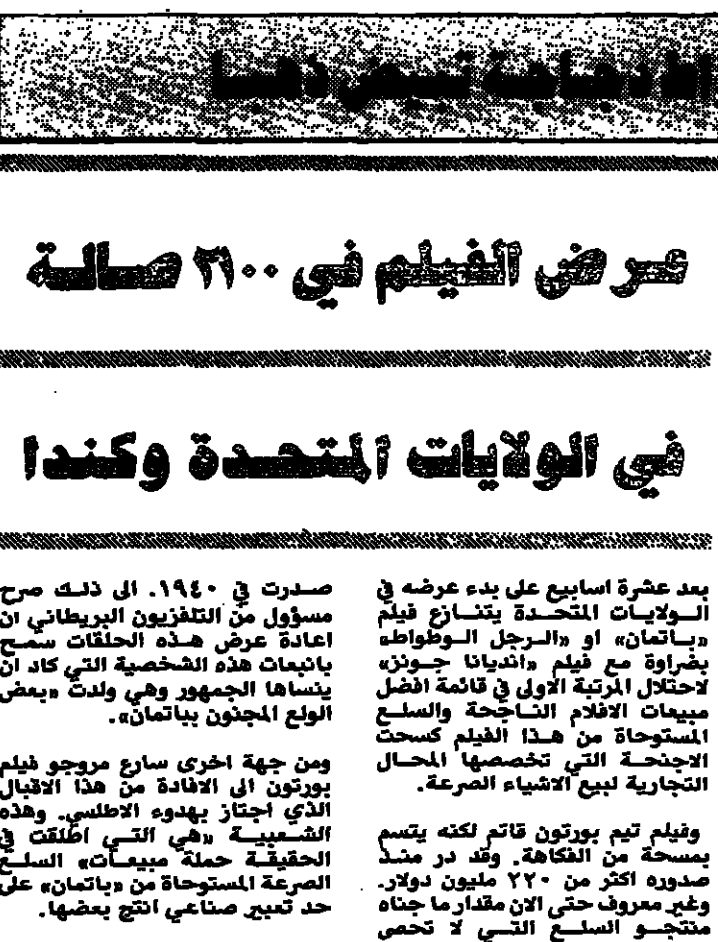 دجاجة تبيض ذهبا
عرض الفيلم في ٢١٠٠ صالة
في الولايات المتحدة وكندا
بعد عشرة اسابيع على بدء عرضه في
الولايات المتحدة يتنازع فيلم
«باتمان» او «الرجل الوطواط»
بضراوة مع فيلم «انديانا جونز»
لاحتلال المرتبة الاولى في قائمة افضل
مبيعات الافلام الناجحة والسلع
المستوحاة من هذا الفيلم كسحت
الاجنحة التي تخصصها المحال
التجارية لبيع الاشياء الصرعة.
وفيلم تيم بورتون قاتم لكنه يتسم
بمسحة من الفكاهة. وقد در منذ
صدوره اكثر من ٢٢٠ مليون دولار.
وغير معروف حتى الان مقدار ما جناه
منتجو السلع التي لا تحصى
صدرت في ١٩٤٠. الى ذلك صرح
مسؤول من التلفزيون البريطاني ان
اعادة عرض هذه الحلقات سمح
بانبعات هذه الشخصية التي كاد ان
ينساها الجمهور وهي ولدت «بعض
الولع المجنون بباتمان».
ومن جهة اخرى سارع مروجو فيلم
بورتون الى الافادة من هذا الاقبال
الذي اجتاز بهدوء الاطلسي. وهذه
الشعبية «هي التي اطلقت في
الحقيقة حملة مبيعات» السلع
الصرعة المستوحاة من «باتمان» على
حد تعبير صناعي انتج بعضها.